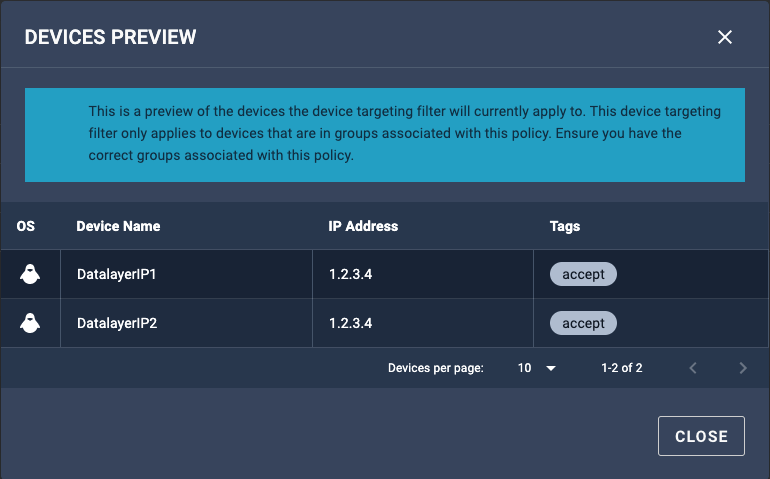 DEVICES PREVIEW
This is a preview of the devices the device targeting filter will currently apply to. This device targeting
filter only applies to devices that are in groups associated with this policy. Ensure you have the
correct groups associated with this policy.
OS Device Name IP Address Tags
DatalayerIP1 1.2.3.4 accept
DatalayerIP2 1.2.3.4 accept
Devices per page: 10 1-2 of 2
CLOSE